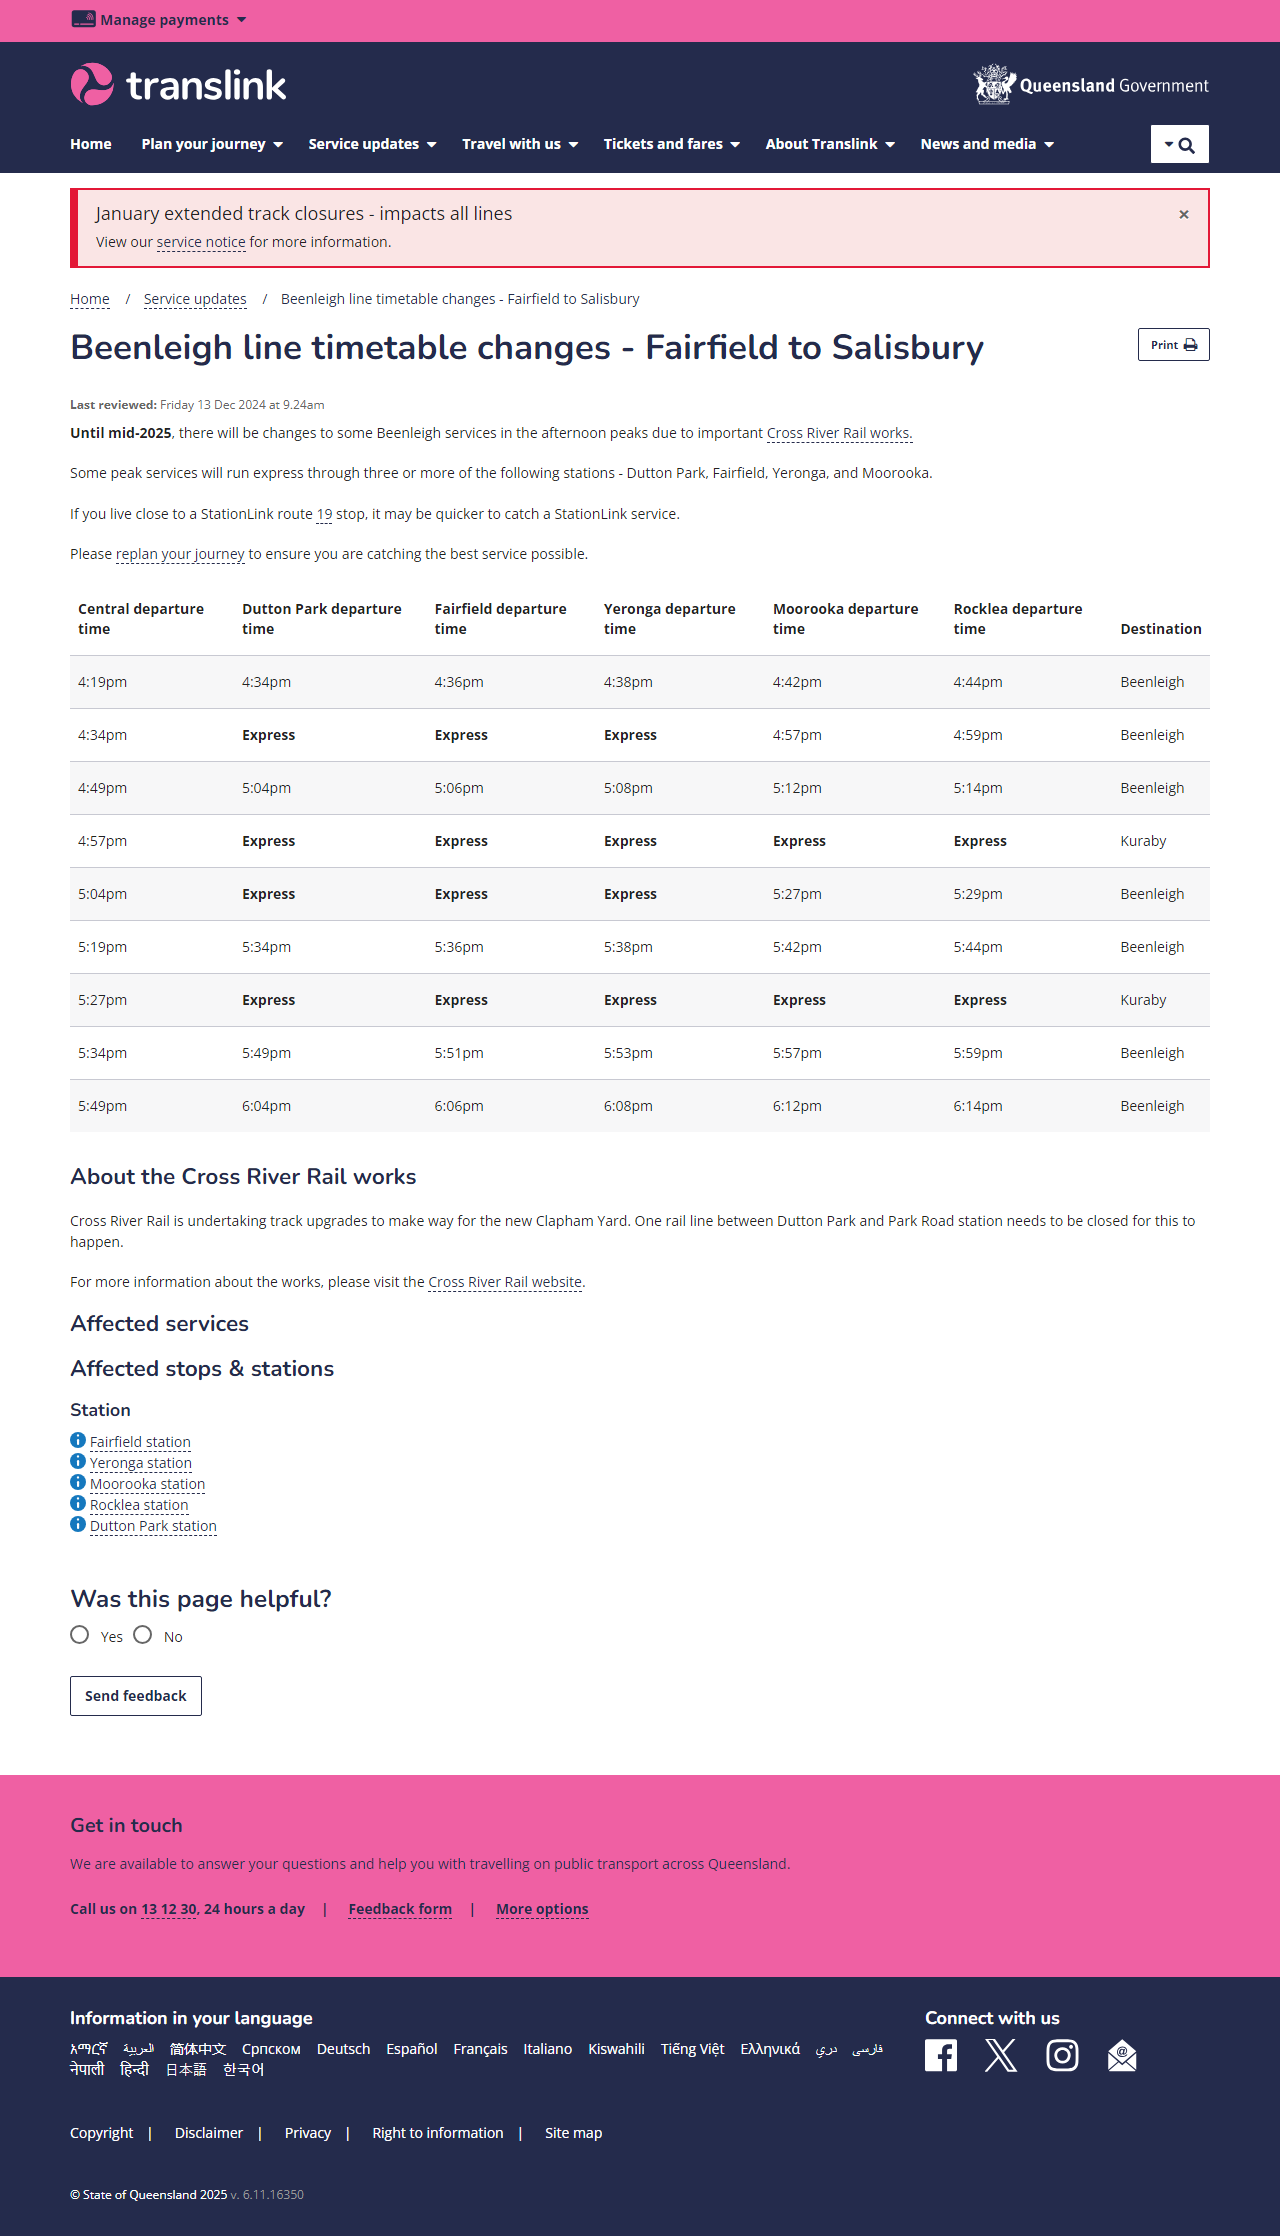 Manage payments
translink
Queensland Government
Home Plan your journey Service updates Travel with us Tickets and fares About Translink News and media
January extended track closures - impacts all lines ×
View our service notice for more information.
Home / Service updates / Beenleigh line timetable changes - Fairfield to Salisbury
Beenleigh line timetable changes - Fairfield to Salisbury
Print
Last reviewed: Friday 13 Dec 2024 at 9.24am
Until mid-2025, there will be changes to some Beenleigh services in the afternoon peaks due to important Cross River Rail works.
Some peak services will run express through three or more of the following stations - Dutton Park, Fairfield, Yeronga, and Moorooka.
If you live close to a StationLink route 19 stop, it may be quicker to catch a StationLink service.
Please replan your journey to ensure you are catching the best service possible.
Central departure time Dutton Park departure time Fairfield departure time Yeronga departure time Moorooka departure time Rocklea departure time Destination
4:19pm 4:34pm 4:36pm 4:38pm 4:42pm 4:44pm Beenleigh
4:34pm Express Express Express 4:57pm 4:59pm Beenleigh
4:49pm 5:04pm 5:06pm 5:08pm 5:12pm 5:14pm Beenleigh
4:57pm Express Express Express Express Express Kuraby
5:04pm Express Express Express 5:27pm 5:29pm Beenleigh
5:19pm 5:34pm 5:36pm 5:38pm 5:42pm 5:44pm Beenleigh
5:27pm Express Express Express Express Express Kuraby
5:34pm 5:49pm 5:51pm 5:53pm 5:57pm 5:59pm Beenleigh
5:49pm 6:04pm 6:06pm 6:08pm 6:12pm 6:14pm Beenleigh
About the Cross River Rail works
Cross River Rail is undertaking track upgrades to make way for the new Clapham Yard. One rail line between Dutton Park and Park Road station needs to be closed for this to
happen.
For more information about the works, please visit the Cross River Rail website.
Affected services
Affected stops & stations
Station
Fairfield station
Yeronga station
Moorooka station
Rocklea station
Dutton Park station
Was this page helpful?
Yes No
Send feedback
Get in touch
We are available to answer your questions and help you with travelling on public transport across Queensland.
Call us on 13 12 30, 24 hours a day | Feedback form | More options
Information in your language
አማርኛ العربية 简体中文 Српском Deutsch Español Français Italiano Kiswahili Tiếng Việt Ελληνικά دري فارسی
नेपाली हिन्दी 日本語 한국어
Connect with us
Copyright | Disclaimer | Privacy | Right to information | Site map
© State of Queensland 2025 v. 6.11.16350